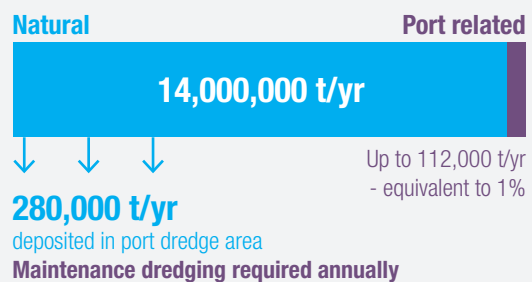 Natural
Port related
14,000,000 t/yr
Up to 112,000 t/yr
- equivalent to 1%
280,000 t/yr
deposited in port dredge area
Maintenance dredging required annually